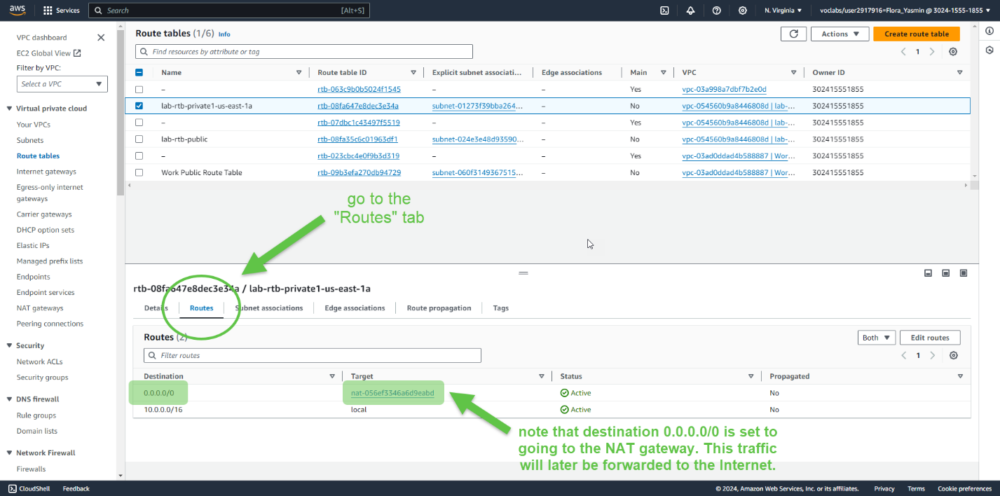 aws
Services
Search
[Alt+S]
N. Virginia
voclabs/user2917916=Flora_Yasmin @ 3024-1555-1855
VPC dashboard
EC2 Global View
Filter by VPC:
Select a VPC
Virtual private cloud
Your VPCs
Subnets
Route tables
Internet gateways
Egress-only internet
gateways
Carrier gateways
DHCP option sets
Elastic IPs
Managed prefix lists
Endpoints
Endpoint services
NAT gateways
Peering connections
Security
Network ACLs
Security groups
DNS firewall
Rule groups
Domain lists
Network Firewall
Firewalls
Route tables (1/6) Info
Actions
Create route table
Find resources by attribute or tag
1
Name Route table ID Explicit subnet associati... Edge associations Main VPC Owner ID
– rtb-063c9b0b5024f1545 – – Yes vpc-03a998a7dbf7b2e0d 302415551855
lab-rtb-private1-us-east-1a rtb-08fa647e8dec3e34a subnet-01273f39bba264... – No vpc-054560b9a8446808d | lab-... 302415551855
– rtb-07dbc1c43497f5519 – – Yes vpc-054560b9a8446808d | lab-... 302415551855
lab-rtb-public rtb-08fa35c6c01963df1 subnet-024e3e48d93590... – No vpc-054560b9a8446808d | lab-... 302415551855
– rtb-023cbc4e0f9b3d319 – – Yes vpc-03ad0ddad4b588887 | Wor... 302415551855
Work Public Route Table rtb-09b3efa270db94729 subnet-060f3149367515... – No vpc-03ad0ddad4b588887 | Wor... 302415551855
go to the
"Routes" tab
rtb-08fa647e8dec3e34a / lab-rtb-private1-us-east-1a
Details Routes Subnet associations Edge associations Route propagation Tags
Routes (2)
Both
Edit routes
Filter routes
1
Destination Target Status Propagated
0.0.0.0/0 nat-056ef3346a6d9eabd Active No
10.0.0.0/16 local Active No
note that destination 0.0.0.0/0 is set to
going to the NAT gateway. This traffic
will later be forwarded to the Internet.
CloudShell Feedback
© 2024, Amazon Web Services, Inc. or its affiliates. Privacy Terms Cookie preferences